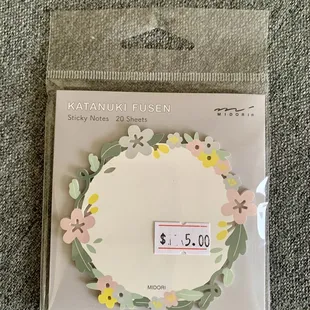 KATANUKI FUSEN
Sticky Notes 20 Sheets
MIDORI
5.00
MIDORI